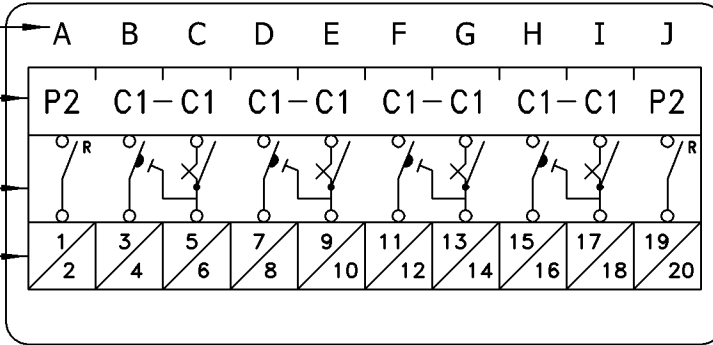 A B C D E F G H I J
P2 C1-C1 C1-C1 C1-C1 C1-C1 P2
R R
1 3 5 7 9 11 13 15 17 19
2 4 6 8 10 12 14 16 18 20